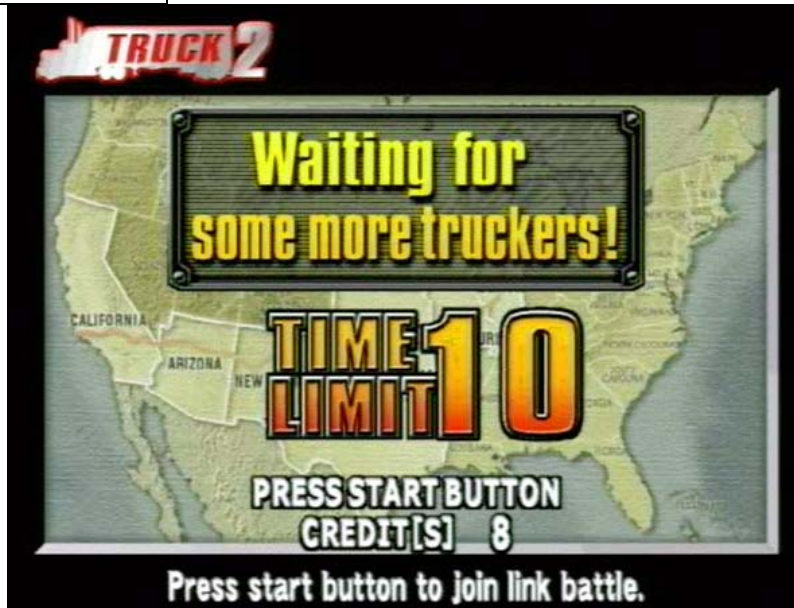 TRUCK 2
Waiting for
some more truckers!
CALIFORNIA
ARIZONA
NEW
TIME
LIMIT 10
PRESS START BUTTON
CREDIT[S] 8
Press start button to join link battle.